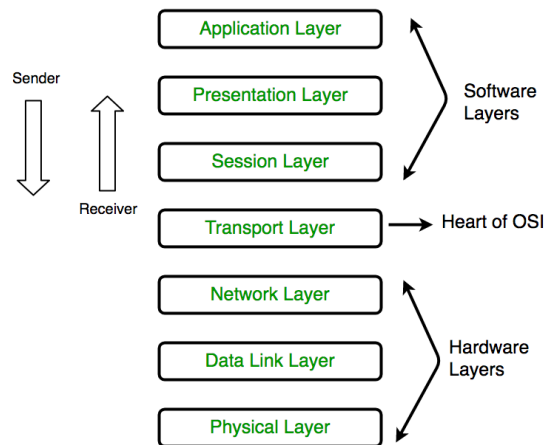 Application Layer
Sender
Presentation Layer
Software
Layers
Session Layer
Receiver
Transport Layer
Heart of OSI
Network Layer
Data Link Layer
Hardware
Layers
Physical Layer